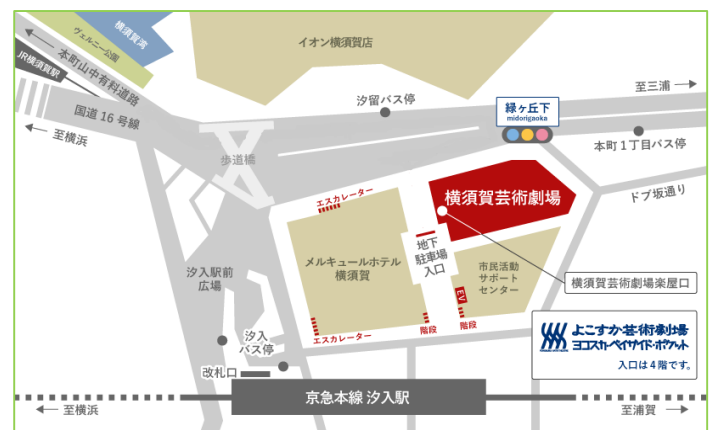 横須賀湾
ヴェルニー公園
イオン横須賀店
本町山中有料道路
JR横須賀駅
至三浦
汐留バス停
緑ヶ丘下
midorigaoka
国道16号線
至横浜
本町1丁目バス停
歩道橋
エスカレーター
横須賀芸術劇場
ドブ坂通り
地下
駐車場
入口
メルキュールホテル
横須賀
市民活動
サポート
センター
汐入駅前
広場
横須賀芸術劇場楽屋口
EV
階段
階段
エスカレーター
汐入
バス停
よこすか芸術劇場
ヨコスカ・ベイサイド・ポケット
入口は4階です。
改札口
京急本線 汐入駅
至横浜
至浦賀